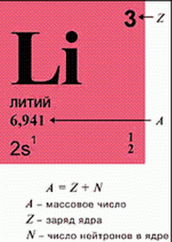 3 Z
Li
ЛИТИЙ
6,941 A
2s¹ 1
2
A = Z + N
A – массовое число
Z – заряд ядра
N – число нейтронов в ядре